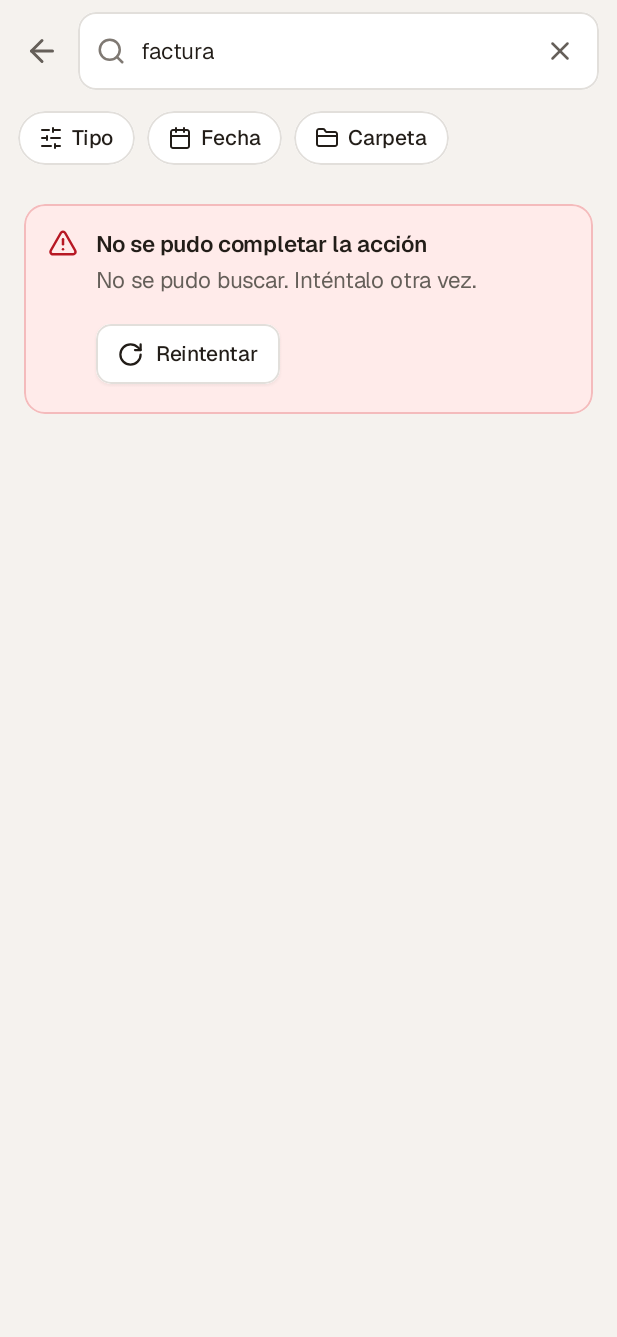 factura
Tipo
Fecha
Carpeta
No se pudo completar la acción
No se pudo buscar. Inténtalo otra vez.
Reintentar